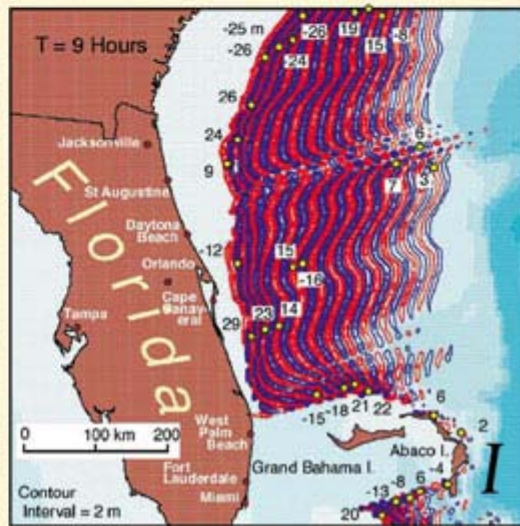 T = 9 Hours
-25 m
-26
-24
-26
19
15
-8
26
24
9
6
7
3
Jacksonville
St Augustine
Daytona
Beach
Orlando
Cape
Canav-
eral
Tampa
Florida
-12
15
-16
29
23
14
-15
-18
21
22
6
2
0 100 km 200
West
Palm
Beach
Fort
Lauderdale
Miami
Grand Bahama I.
Abaco I.
-4
6
-8
-13
20
Contour
Interval = 2 m
I